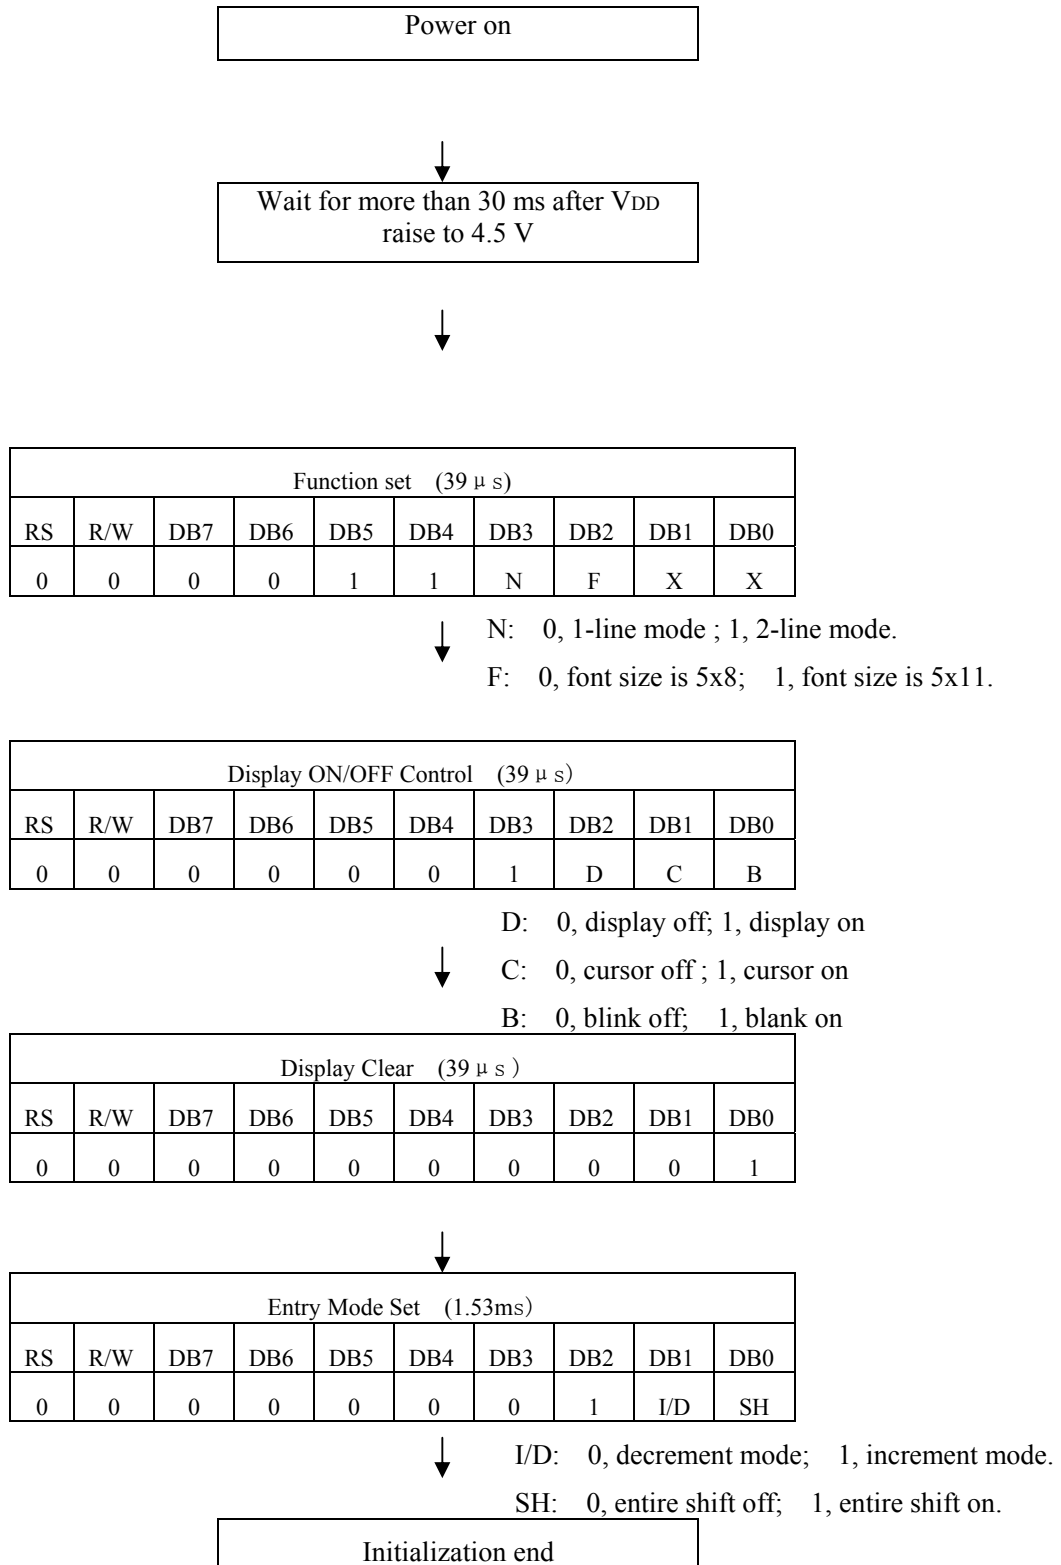 Power on
Wait for more than 30 ms after VDD
raise to 4.5 V
Function set (39μs)
RS R/W DB7 DB6 DB5 DB4 DB3 DB2 DB1 DB0
0 0 0 0 1 1 N F X X
N: 0, 1-line mode ; 1, 2-line mode.
F: 0, font size is 5x8; 1, font size is 5x11.
Display ON/OFF Control (39μs)
RS R/W DB7 DB6 DB5 DB4 DB3 DB2 DB1 DB0
0 0 0 0 0 0 1 D C B
D: 0, display off; 1, display on
C: 0, cursor off ; 1, cursor on
B: 0, blink off; 1, blank on
Display Clear (39μs )
RS R/W DB7 DB6 DB5 DB4 DB3 DB2 DB1 DB0
0 0 0 0 0 0 0 0 0 1
Entry Mode Set (1.53ms)
RS R/W DB7 DB6 DB5 DB4 DB3 DB2 DB1 DB0
0 0 0 0 0 0 0 1 I/D SH
I/D: 0, decrement mode; 1, increment mode.
SH: 0, entire shift off; 1, entire shift on.
Initialization end